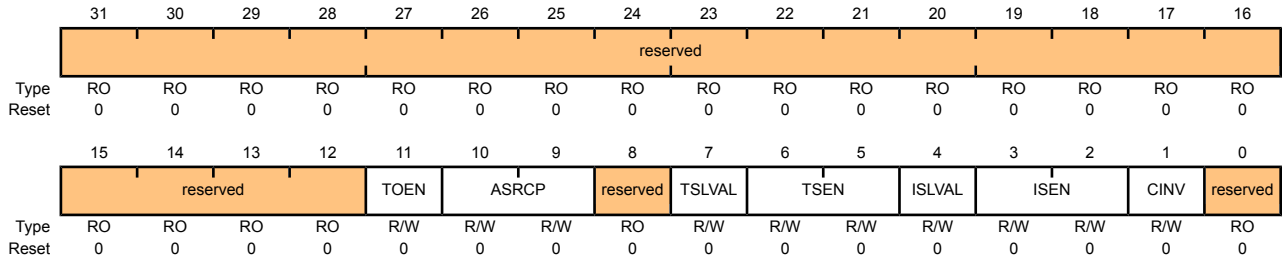 31 30 29 28 27 26 25 24 23 22 21 20 19 18 17 16
reserved
Type RO RO RO RO RO RO RO RO RO RO RO RO RO RO RO RO
Reset 0 0 0 0 0 0 0 0 0 0 0 0 0 0 0 0
15 14 13 12 11 10 9 8 7 6 5 4 3 2 1 0
reserved TOEN ASRCP reserved TSLVAL TSEN ISLVAL ISEN CINV reserved
Type RO RO RO RO R/W R/W R/W RO R/W R/W R/W R/W R/W R/W R/W RO
Reset 0 0 0 0 0 0 0 0 0 0 0 0 0 0 0 0